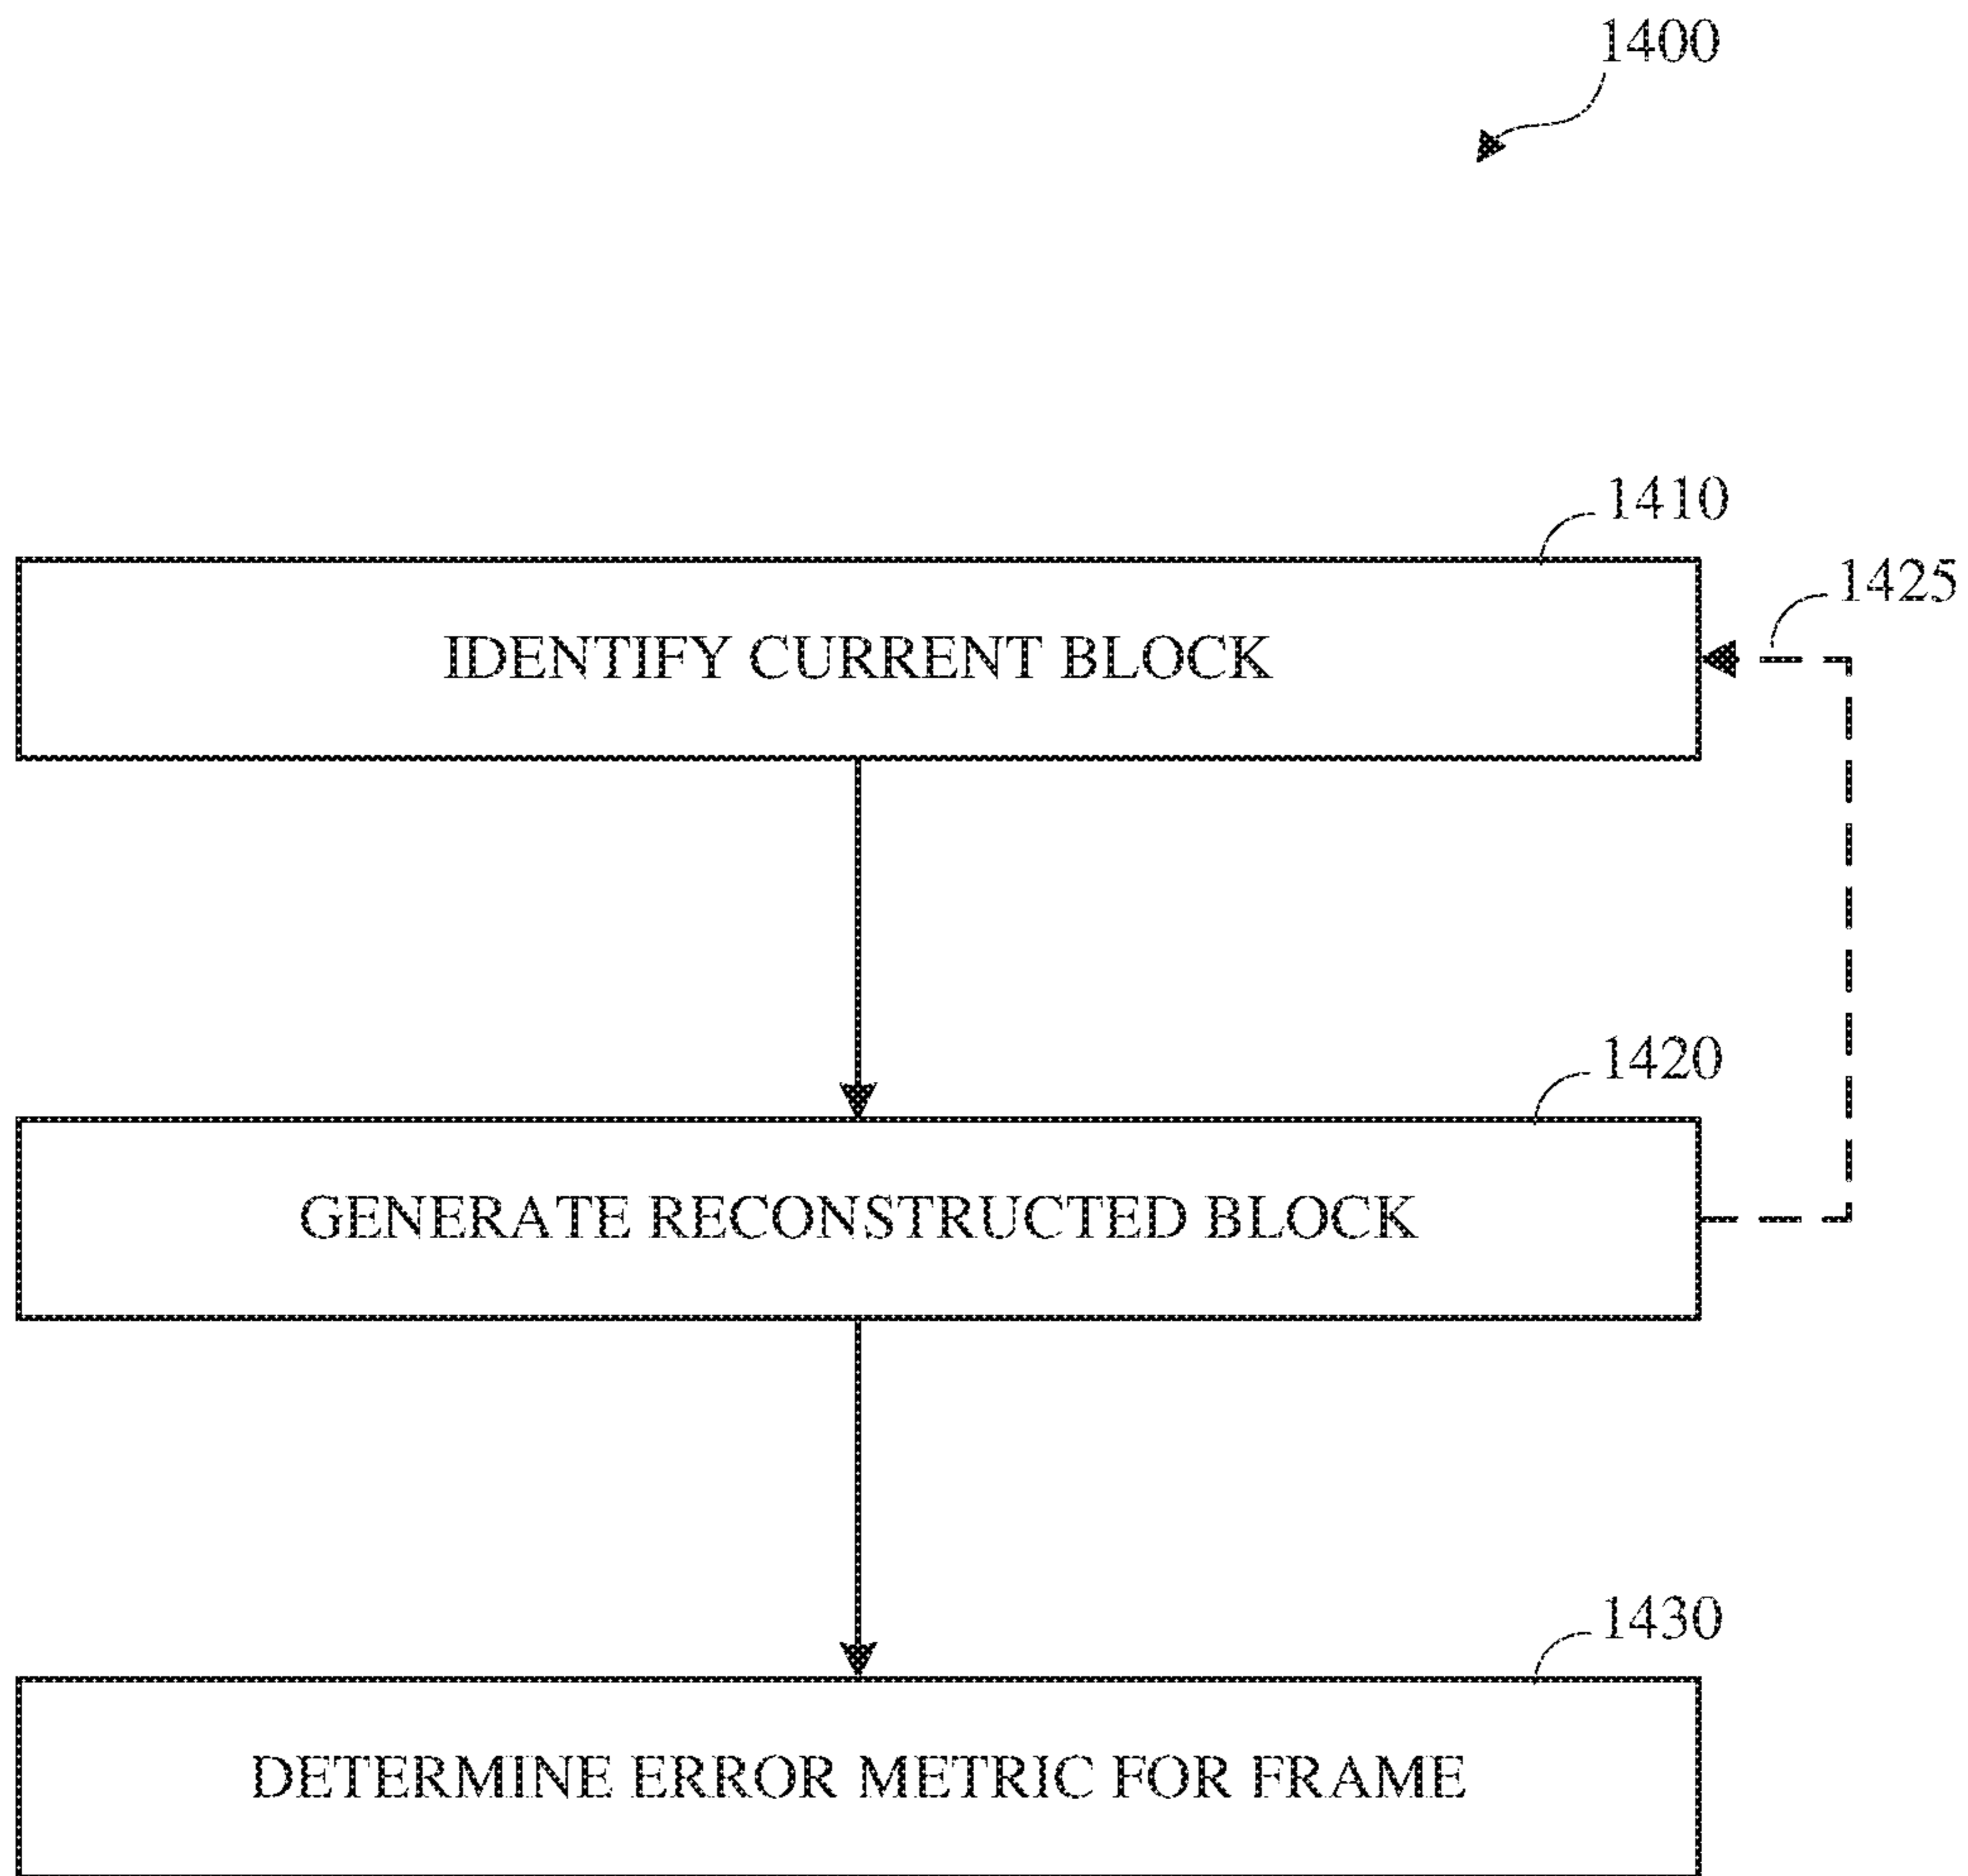 1400
1410
1425
IDENTIFY CURRENT BLOCK
1420
GENERATE RECONSTRUCTED BLOCK
1430
DETERMINE ERROR METRIC FOR FRAME